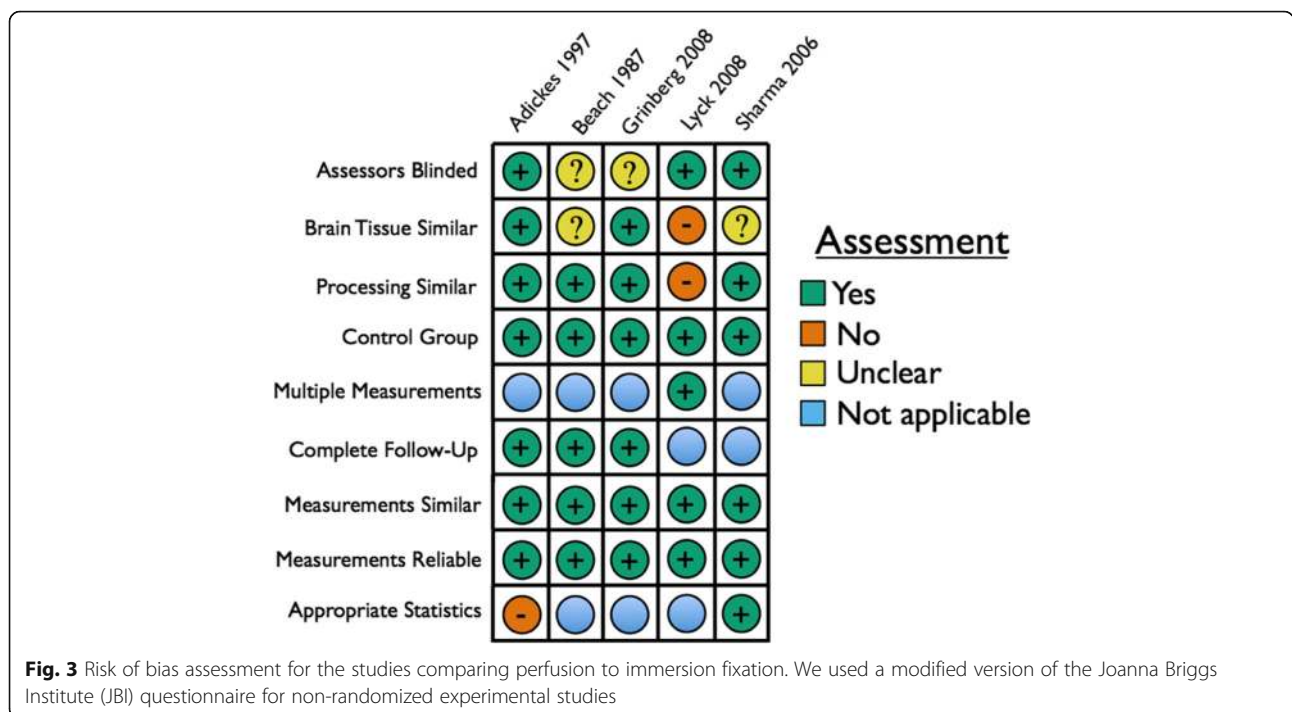 Adickes 1997
Beach 1987
Grinberg 2008
Lyck 2008
Sharma 2006
Assessors Blinded + ? ? + +
Brain Tissue Similar + ? + - ?
Processing Similar + + + - +
Control Group + + + + +
Multiple Measurements +
Complete Follow-Up + + +
Measurements Similar + + + + +
Measurements Reliable + + + + +
Appropriate Statistics - +
Assessment
Yes
No
Unclear
Not applicable
Fig. 3 Risk of bias assessment for the studies comparing perfusion to immersion fixation. We used a modified version of the Joanna Briggs
Institute (JBI) questionnaire for non-randomized experimental studies